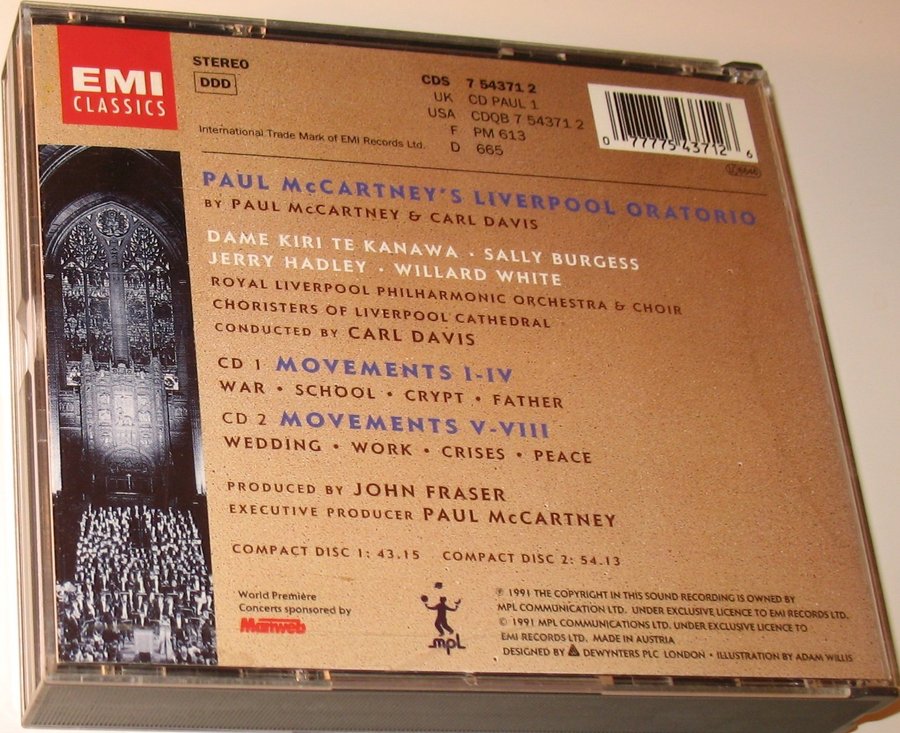 EMI
CLASSICS
STEREO
DDD
International Trade Mark of EMI Records Ltd.
CDS 7 54371 2
UK CD PAUL 1
USA CDQB 7 54371 2
F PM 613
D 665
0 77775 43712 6
PAUL McCARTNEY'S LIVERPOOL ORATORIO
BY PAUL McCARTNEY & CARL DAVIS
DAME KIRI TE KANAWA · SALLY BURGESS
JERRY HADLEY · WILLARD WHITE
ROYAL LIVERPOOL PHILHARMONIC ORCHESTRA & CHOIR
CHORISTERS OF LIVERPOOL CATHEDRAL
CONDUCTED BY CARL DAVIS
CD 1 MOVEMENTS I-IV
WAR • SCHOOL • CRYPT • FATHER
CD 2 MOVEMENTS V-VIII
WEDDING • WORK • CRISES • PEACE
PRODUCED BY JOHN FRASER
EXECUTIVE PRODUCER PAUL McCARTNEY
COMPACT DISC 1: 43.15 COMPACT DISC 2: 54.13
World Première
Concerts sponsored by
Manweb
mpl
℗ 1991 THE COPYRIGHT IN THIS SOUND RECORDING IS OWNED BY
MPL COMMUNICATION LTD. UNDER EXCLUSIVE LICENCE TO EMI RECORDS LTD.
© 1991 MPL COMMUNICATIONS LTD. UNDER EXCLUSIVE LICENCE TO
EMI RECORDS LTD. MADE IN AUSTRIA
DESIGNED BY DEWYNTERS PLC LONDON • ILLUSTRATION BY ADAM WILLIS